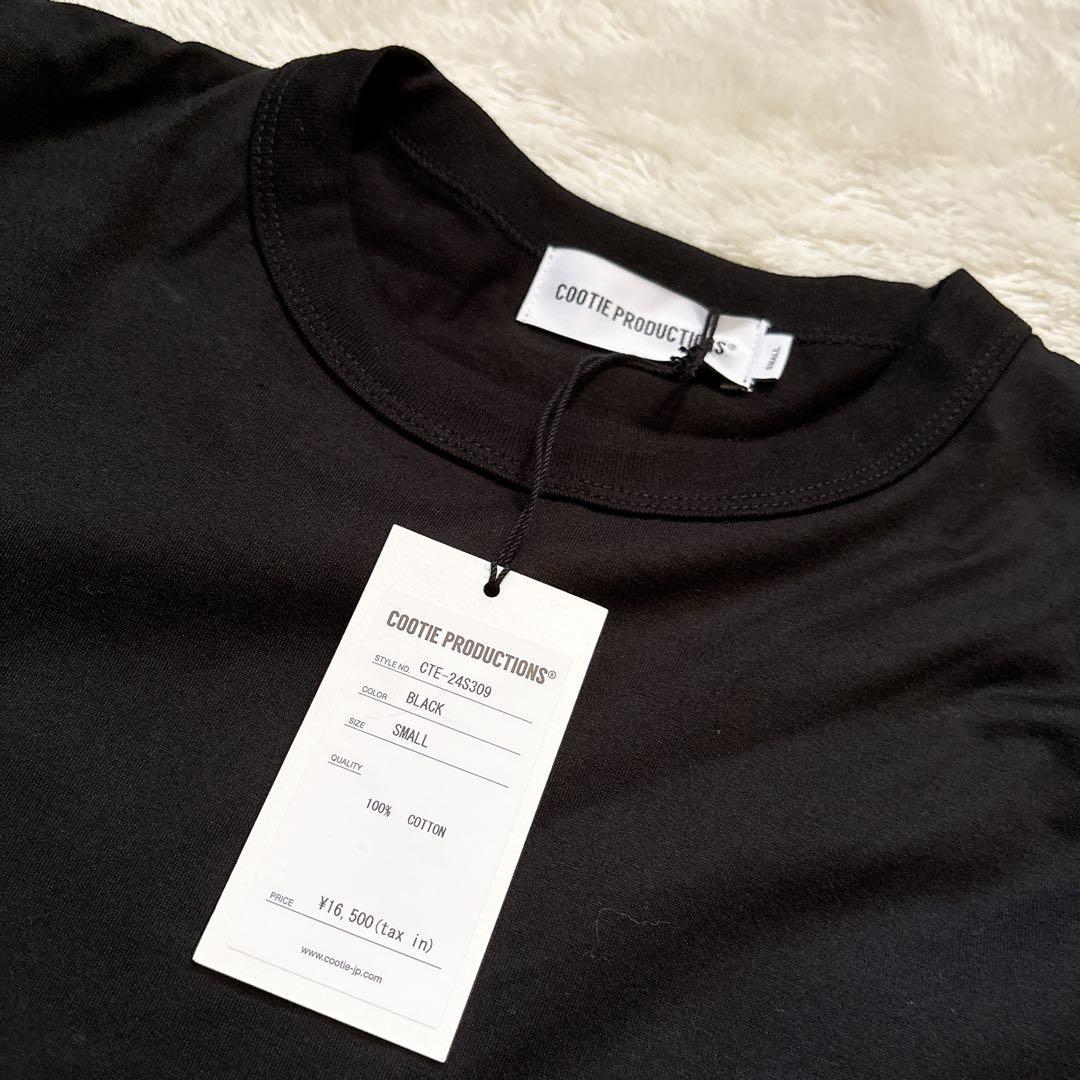 COOTIE PRODUCTIONS®
SMALL
COOTIE PRODUCTIONS®
STYLE NO. CTE-24S309
COLOR BLACK
SIZE SMALL
QUALITY
100% COTTON
PRICE ¥16,500(tax in)
www.cootie-jp.com